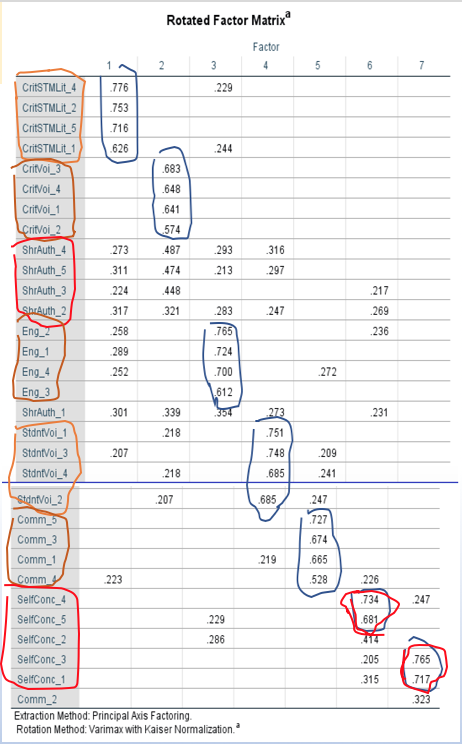 Rotated Factor Matrixa
Factor
1 2 3 4 5 6 7
CritSTMLit_4 .776 .229
CritSTMLit_2 .753
CritSTMLit_5 .716
CritSTMLit_1 .626 .244
CritVoi_3 .683
CritVoi_4 .648
CritVoi_1 .641
CritVoi_2 .574
ShrAuth_4 .273 .487 .293 .316
ShrAuth_5 .311 .474 .213 .297
ShrAuth_3 .224 .448 .217
ShrAuth_2 .317 .321 .283 .247 .269
Eng_2 .258 .765 .236
Eng_1 .289 .724
Eng_4 .252 .700 .272
Eng_3 .612
ShrAuth_1 .301 .339 .354 .273 .231
StdntVoi_1 .218 .751
StdntVoi_3 .207 .748 .209
StdntVoi_4 .218 .685 .241
StdntVoi_2 .207 .685 .247
Comm_5 .727
Comm_3 .674
Comm_1 .219 .665
Comm_4 .223 .528 .226
SelfConc_4 .734 .247
SelfConc_5 .229 .681
SelfConc_2 .286 .414
SelfConc_3 .205 .765
SelfConc_1 .315 .717
Comm_2 .323
Extraction Method: Principal Axis Factoring.
Rotation Method: Varimax with Kaiser Normalization.a